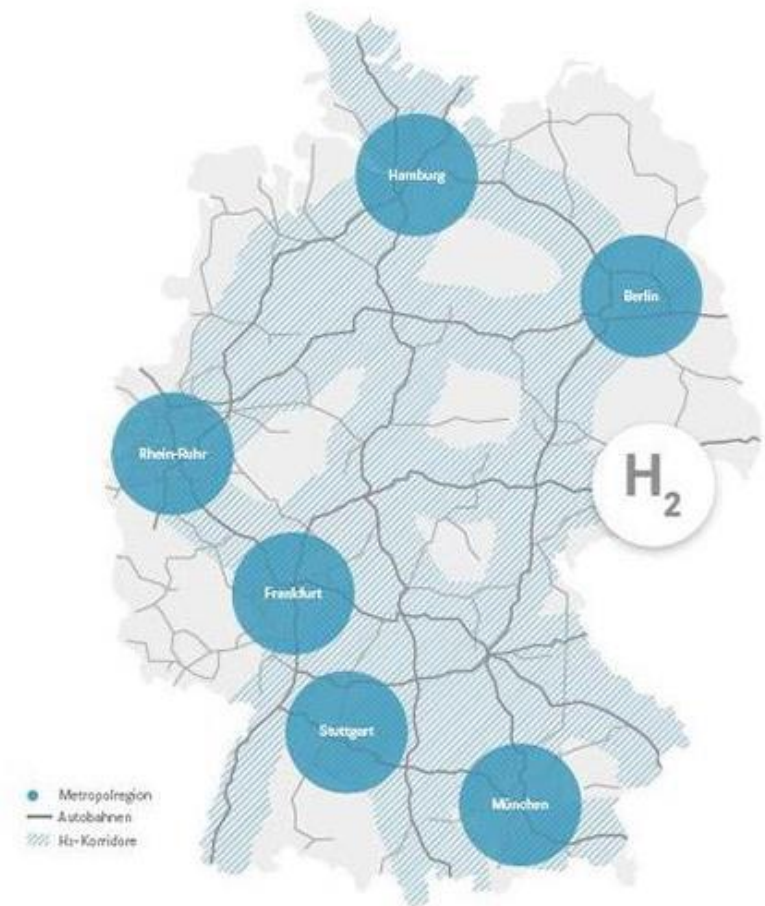 Hamburg
Berlin
Rhein-Ruhr
H₂
Frankfurt
Stuttgart
München
Metropolregion
Autobahnen
H₂-Korridore